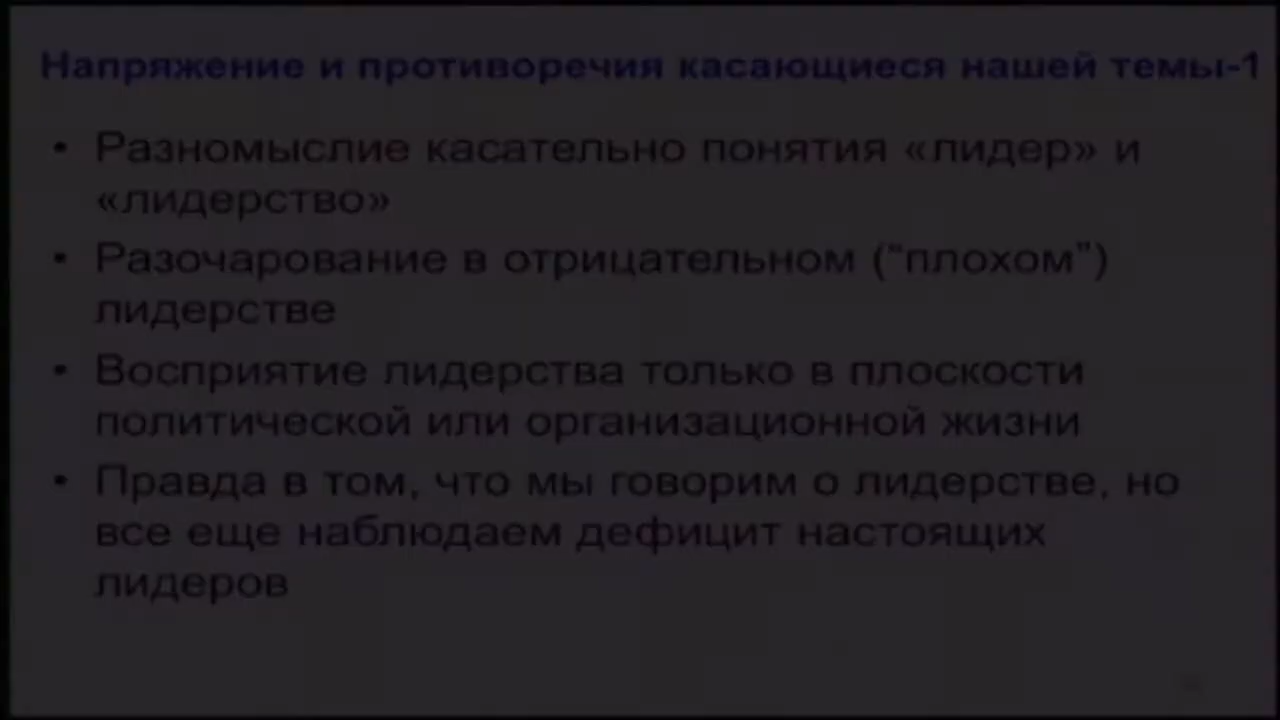 Напряжение и противоречия касающиеся нашей темы-1
• Разномыслие касательно понятия «лидер» и
«лидерство»
• Разочарование в отрицательном (“плохом”)
лидерстве
• Восприятие лидерства только в плоскости
политической или организационной жизни
• Правда в том, что мы говорим о лидерстве, но
все еще наблюдаем дефицит настоящих
лидеров